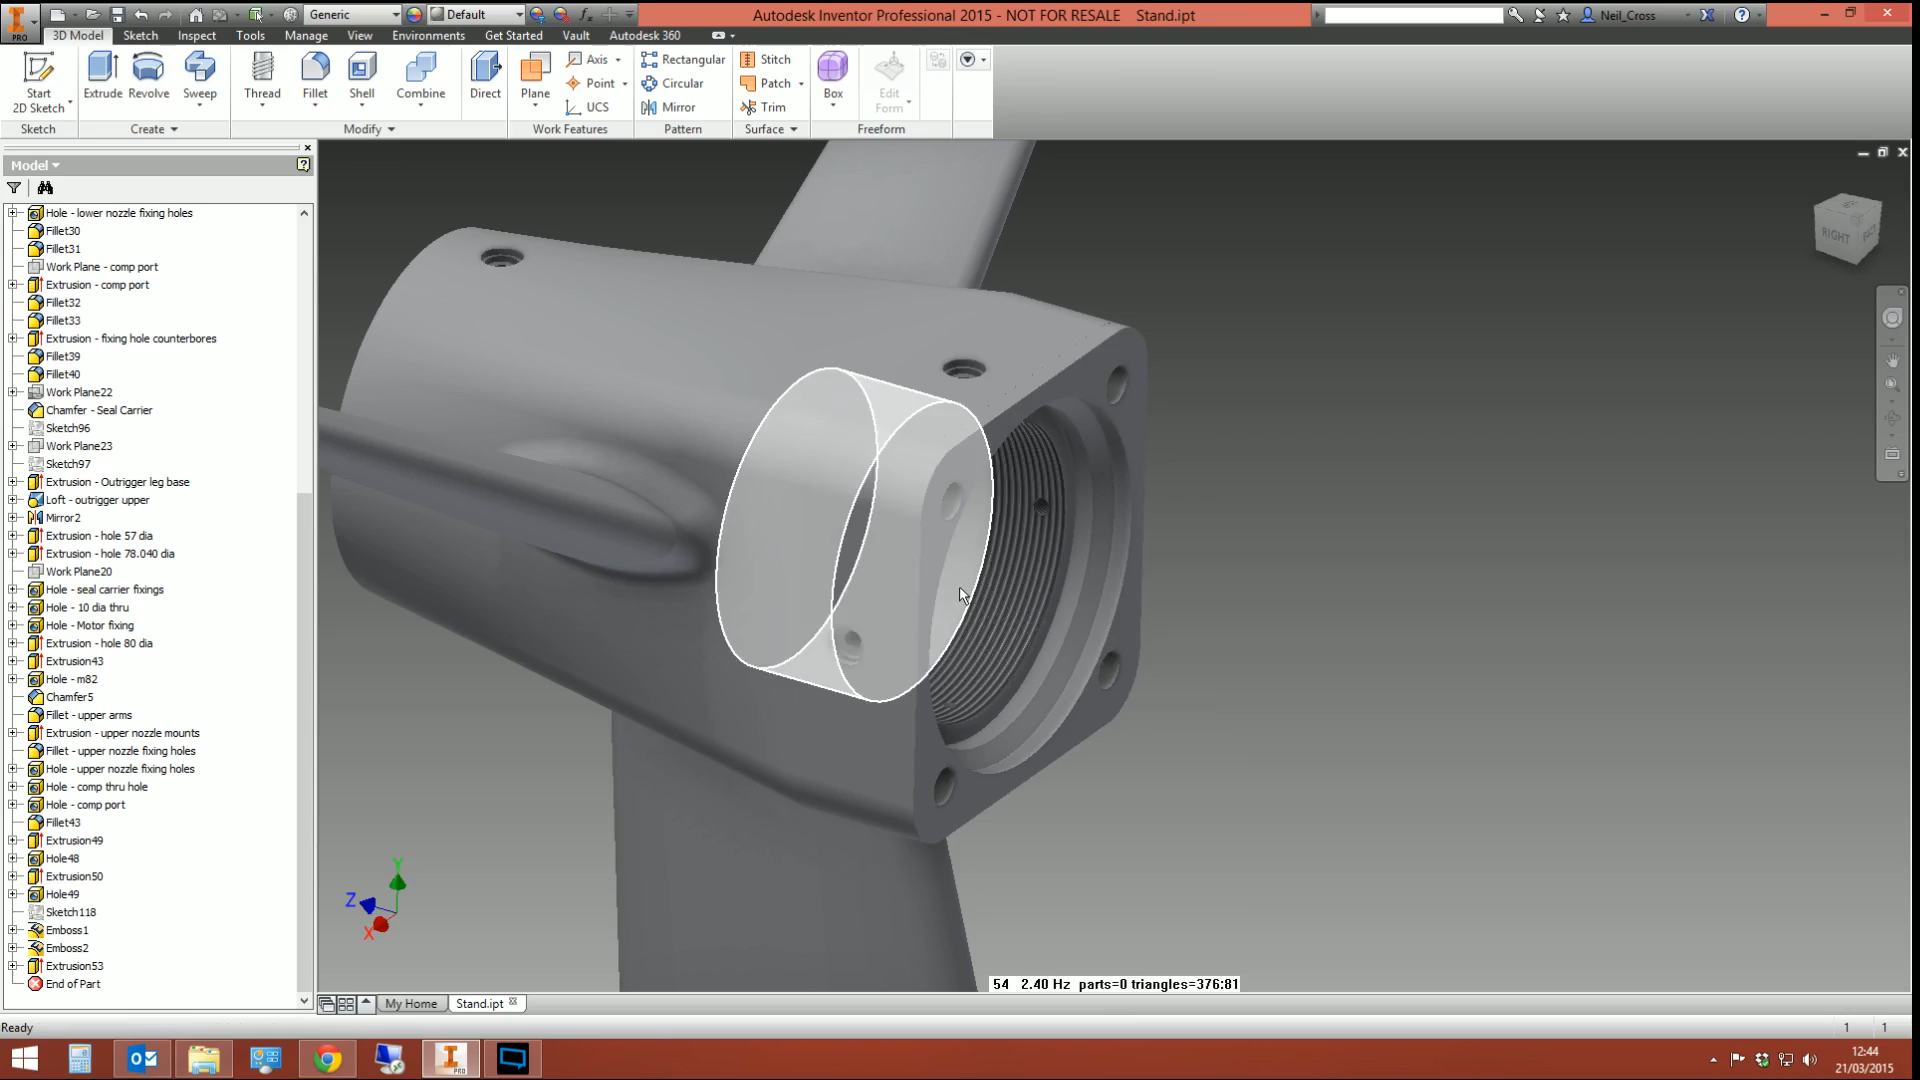 Generic
Default
Autodesk Inventor Professional 2015 - NOT FOR RESALE Stand.ipt
Neil_Cross
PRO
3D Model Sketch Inspect Tools Manage View Environments Get Started Vault Autodesk 360
Start
2D Sketch
Extrude
Revolve
Sweep
Thread
Fillet
Shell
Combine
Direct
Plane
Axis
Point
UCS
Rectangular
Circular
Mirror
Stitch
Patch
Trim
Box
Edit
Form
Sketch
Create
Modify
Work Features
Pattern
Surface
Freeform
Model
Hole - lower nozzle fixing holes
Fillet30
Fillet31
Work Plane - comp port
Extrusion - comp port
Fillet32
Fillet33
Extrusion - fixing hole counterbores
Fillet39
Fillet40
Work Plane22
Chamfer - Seal Carrier
Sketch96
Work Plane23
Sketch97
Extrusion - Outrigger leg base
Loft - outrigger upper
Mirror2
Extrusion - hole 57 dia
Extrusion - hole 78.040 dia
Work Plane20
Hole - seal carrier fixings
Hole - 10 dia thru
Hole - Motor fixing
Extrusion - hole 80 dia
Extrusion43
Hole - m82
Chamfer5
Fillet - upper arms
Extrusion - upper nozzle mounts
Fillet - upper nozzle fixing holes
Hole - upper nozzle fixing holes
Hole - comp thru hole
Hole - comp port
Fillet43
Extrusion49
Hole48
Extrusion50
Hole49
Sketch118
Emboss1
Emboss2
Extrusion53
End of Part
RIGHT
Y
Z
X
54 2.40 Hz parts=0 triangles=376:81
My Home
Stand.ipt
Ready
1 1
PRO
12:44
21/03/2015